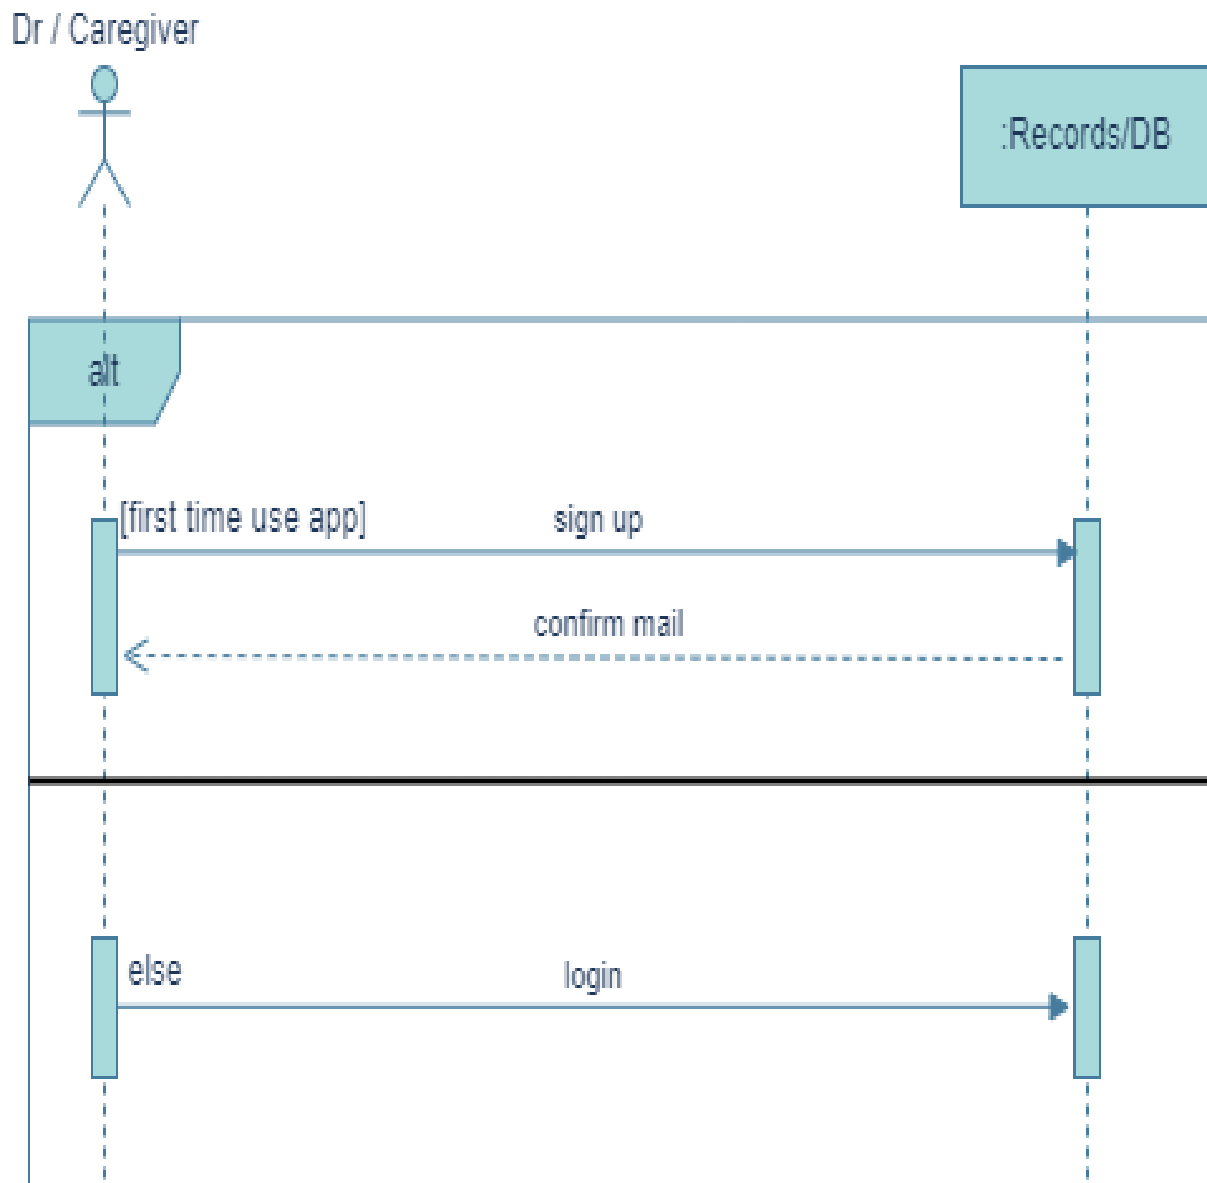 Dr / Caregiver
:Records/DB
alt
[first time use app]
sign up
confirm mail
else
login